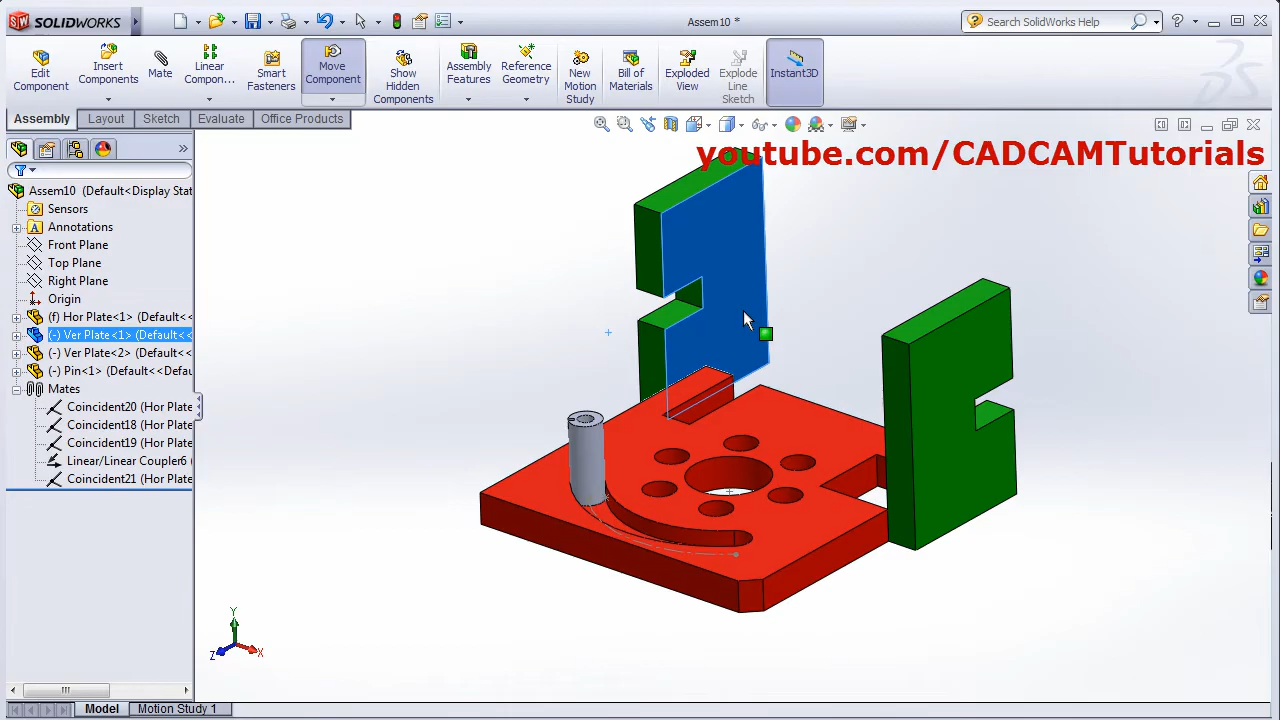 SOLIDWORKS
Assem10 *
Search SolidWorks Help
Edit Component
Insert Components
Mate
Linear Compon...
Smart Fasteners
Move Component
Show Hidden Components
Assembly Features
Reference Geometry
New Motion Study
Bill of Materials
Exploded View
Explode Line Sketch
Instant3D
Assembly
Layout
Sketch
Evaluate
Office Products
youtube.com/CADCAMTutorials
Assem10 (Default<Display Stat
Sensors
Annotations
Front Plane
Top Plane
Right Plane
Origin
(f) Hor Plate<1> (Default<<
(-) Ver Plate<1> (Default<<
(-) Ver Plate<2> (Default<<
(-) Pin<1> (Default<<Defau
Mates
Coincident20 (Hor Plate
Coincident18 (Hor Plate
Coincident19 (Hor Plate
Linear/Linear Coupler6 (
Coincident21 (Hor Plate
Y
X
Z
Model
Motion Study 1